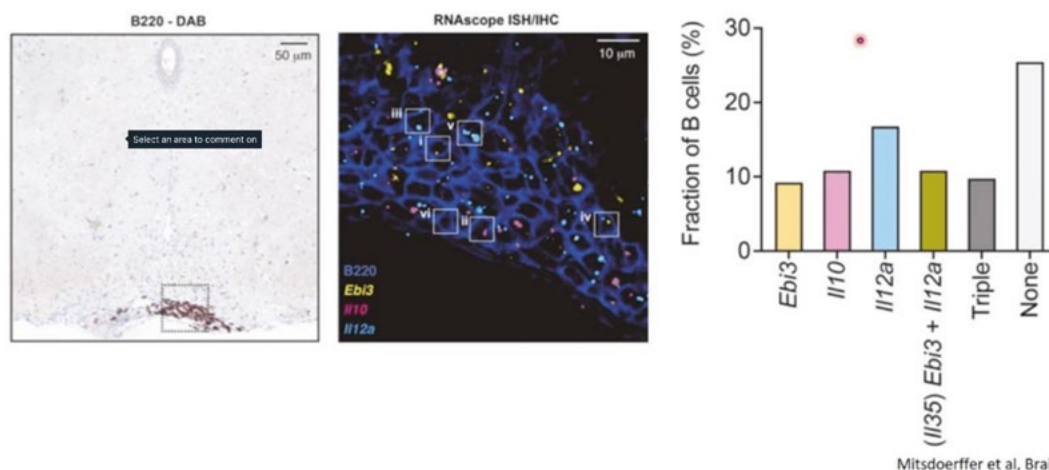 B220 - DAB
50 μm
Select an area to comment on
RNAscope ISH/IHC
10 μm
iii
v
i
vi
ii
iv
B220
Ebi3
Il10
Il12a
Fraction of B cells (%)
30
20
10
0
Ebi3
Il10
Il12a
(Il35) Ebi3 + Il12a
Triple
None
Mitsdoerffer et al, Brai